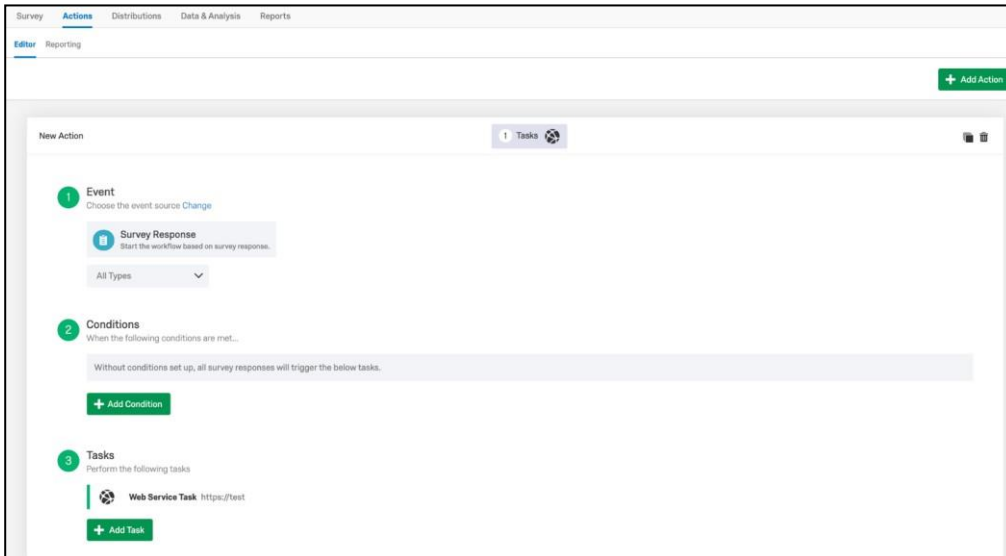 Survey Actions Distributions Data & Analysis Reports
Editor Reporting
+ Add Action
New Action
1 Tasks
1 Event
Choose the event source Change
Survey Response
Start the workflow based on survey response.
All Types
2 Conditions
When the following conditions are met...
Without conditions set up, all survey responses will trigger the below tasks.
+ Add Condition
3 Tasks
Perform the following tasks
Web Service Task https://test
+ Add Task